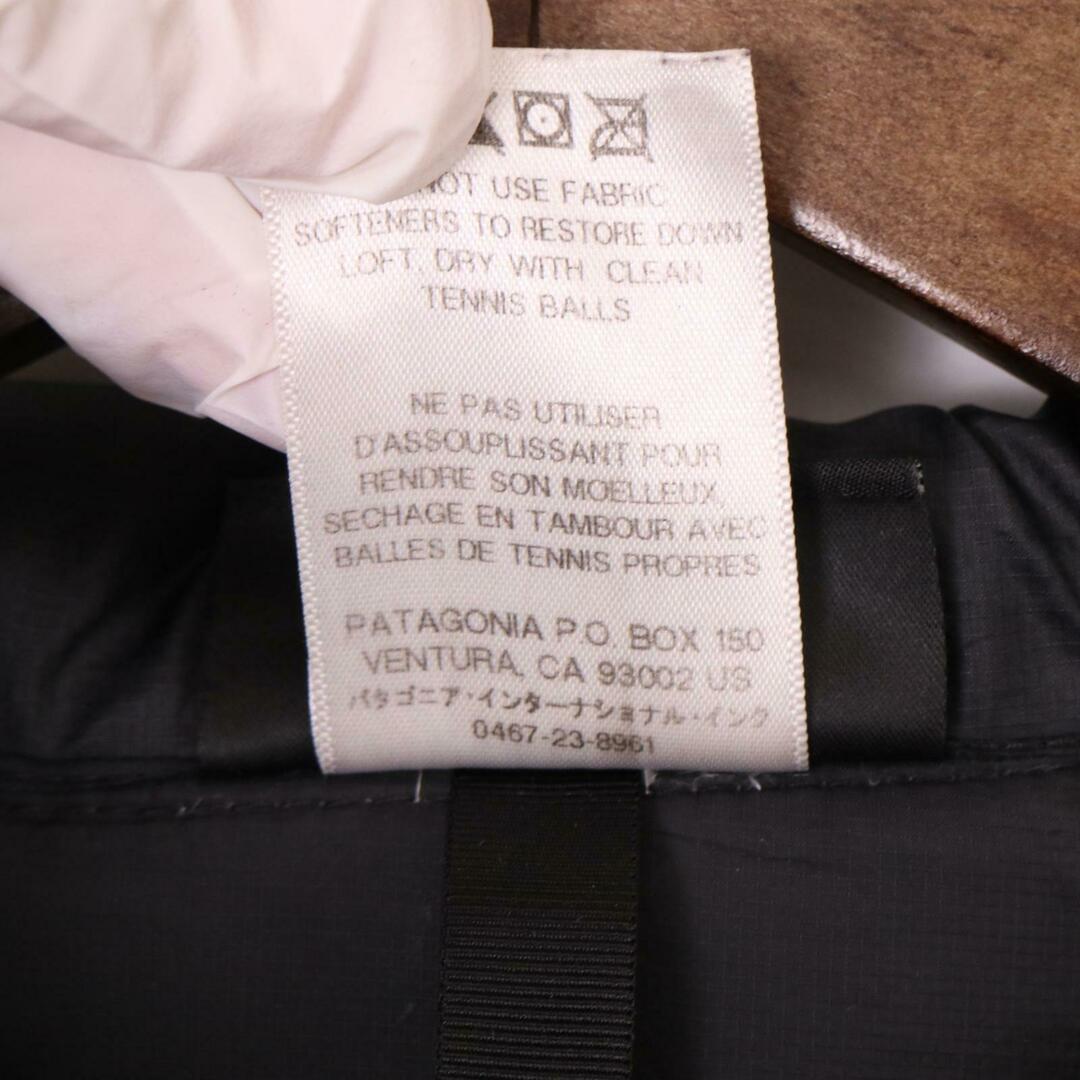 NOT USE FABRIC
SOFTENERS TO RESTORE DOWN
LOFT, DRY WITH CLEAN
TENNIS BALLS
NE PAS UTILISER
D'ASSOUPLISSANT POUR
RENDRE SON MOELLEUX,
SECHAGE EN TAMBOUR AVEC
BALLES DE TENNIS PROPRES
PATAGONIA P.O. BOX 150
VENTURA, CA 93002 US
パタゴニア・インターナショナル・インク
0467-23-8961